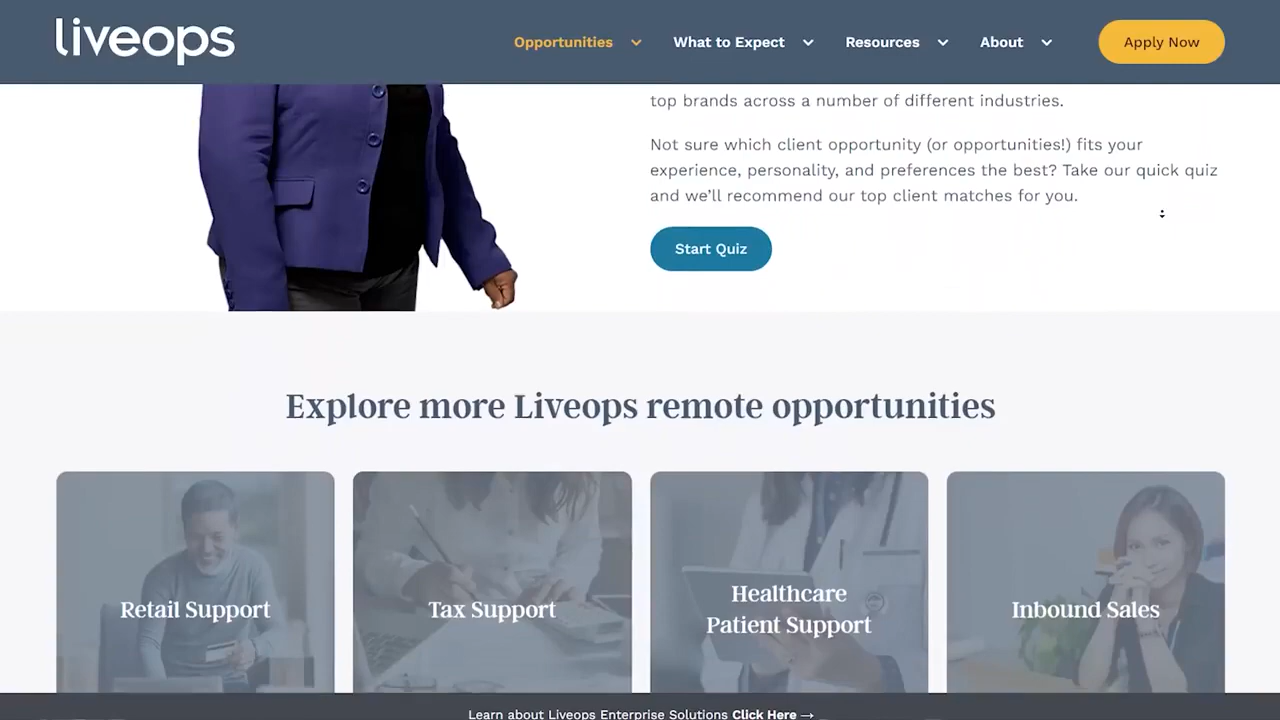 liveops
Opportunities
What to Expect
Resources
About
Apply Now
top brands across a number of different industries.
Not sure which client opportunity (or opportunities!) fits your
experience, personality, and preferences the best? Take our quick quiz
and we’ll recommend our top client matches for you.
Start Quiz
Explore more Liveops remote opportunities
Retail Support
Tax Support
Healthcare
Patient Support
Inbound Sales
Learn about Liveops Enterprise Solutions Click Here →